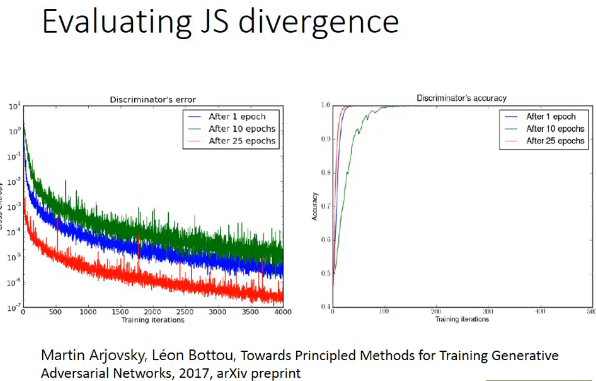 Evaluating JS divergence
Discriminator's error
After 1 epoch
After 10 epochs
After 25 epochs
10^1
10^0
10^-1
10^-2
10^-3
10^-4
10^-5
10^-6
10^-7
0 500 1000 1500 2000 2500 3000 3500 4000
Training iterations
Discriminator's accuracy
After 1 epoch
After 10 epochs
After 25 epochs
1.0
0.9
0.8
0.7
0.6
0.5
0.4
Accuracy
0 100 200 300 400 500
Training iterations
Martin Arjovsky, Léon Bottou, Towards Principled Methods for Training Generative
Adversarial Networks, 2017, arXiv preprint